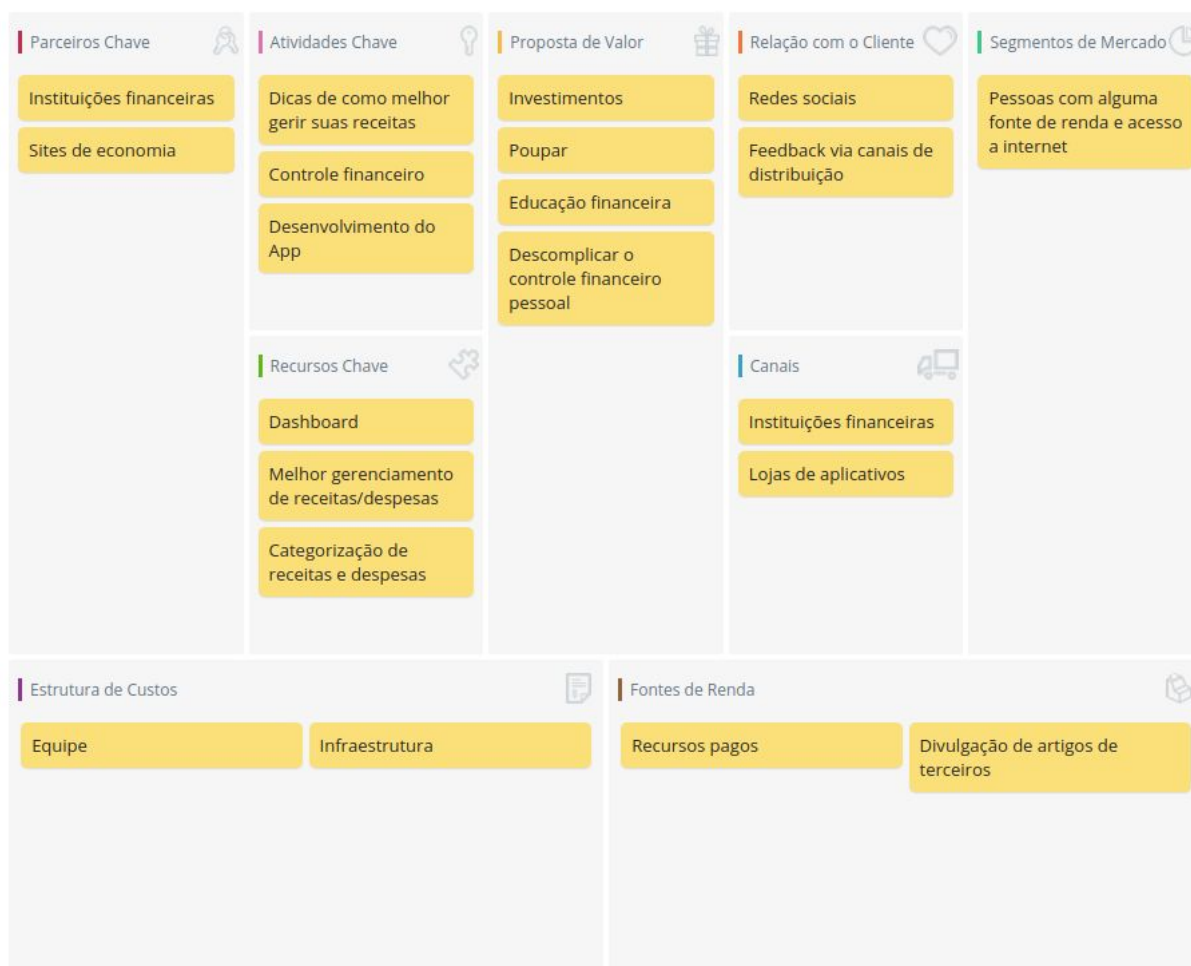 Parceiros Chave
Instituições financeiras
Sites de economia
Atividades Chave
Dicas de como melhor
gerir suas receitas
Controle financeiro
Desenvolvimento do
App
Recursos Chave
Dashboard
Melhor gerenciamento
de receitas/despesas
Categorização de
receitas e despesas
Proposta de Valor
Investimentos
Poupar
Educação financeira
Descomplicar o
controle financeiro
pessoal
Relação com o Cliente
Redes sociais
Feedback via canais de
distribuição
Canais
Instituições financeiras
Lojas de aplicativos
Segmentos de Mercado
Pessoas com alguma
fonte de renda e acesso
a internet
Estrutura de Custos
Equipe
Infraestrutura
Fontes de Renda
Recursos pagos
Divulgação de artigos de
terceiros